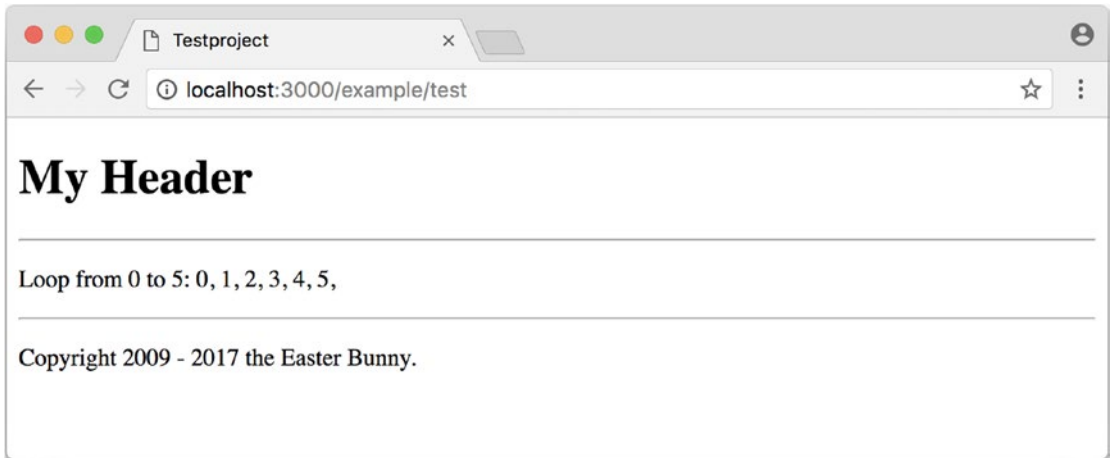 Testproject
localhost:3000/example/test
My Header
Loop from 0 to 5: 0, 1, 2, 3, 4, 5,
Copyright 2009 - 2017 the Easter Bunny.